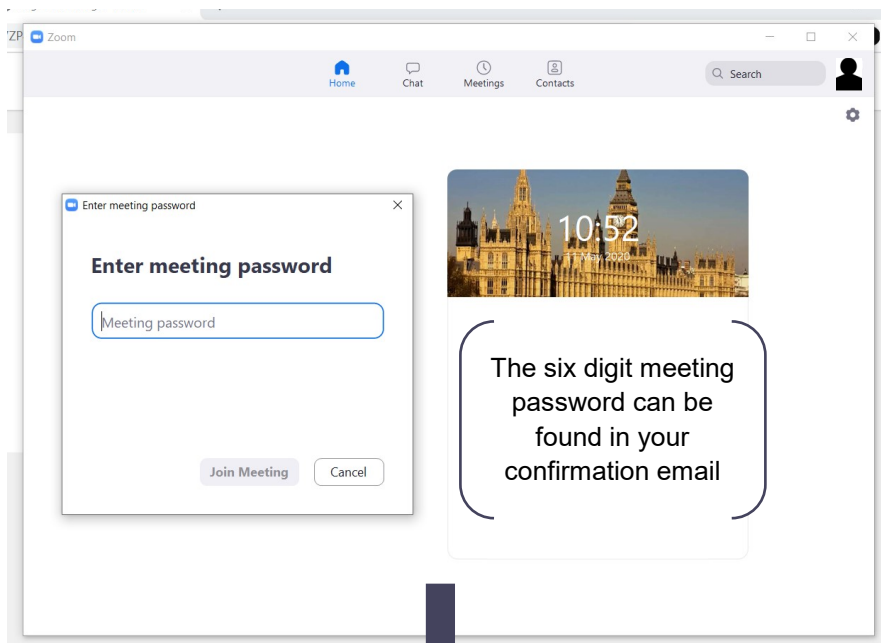 ZP
Zoom
Home
Chat
Meetings
Contacts
Search
Enter meeting password
Enter meeting password
Meeting password
Join Meeting
Cancel
10:52
11 May 2020
The six digit meeting
password can be
found in your
confirmation email